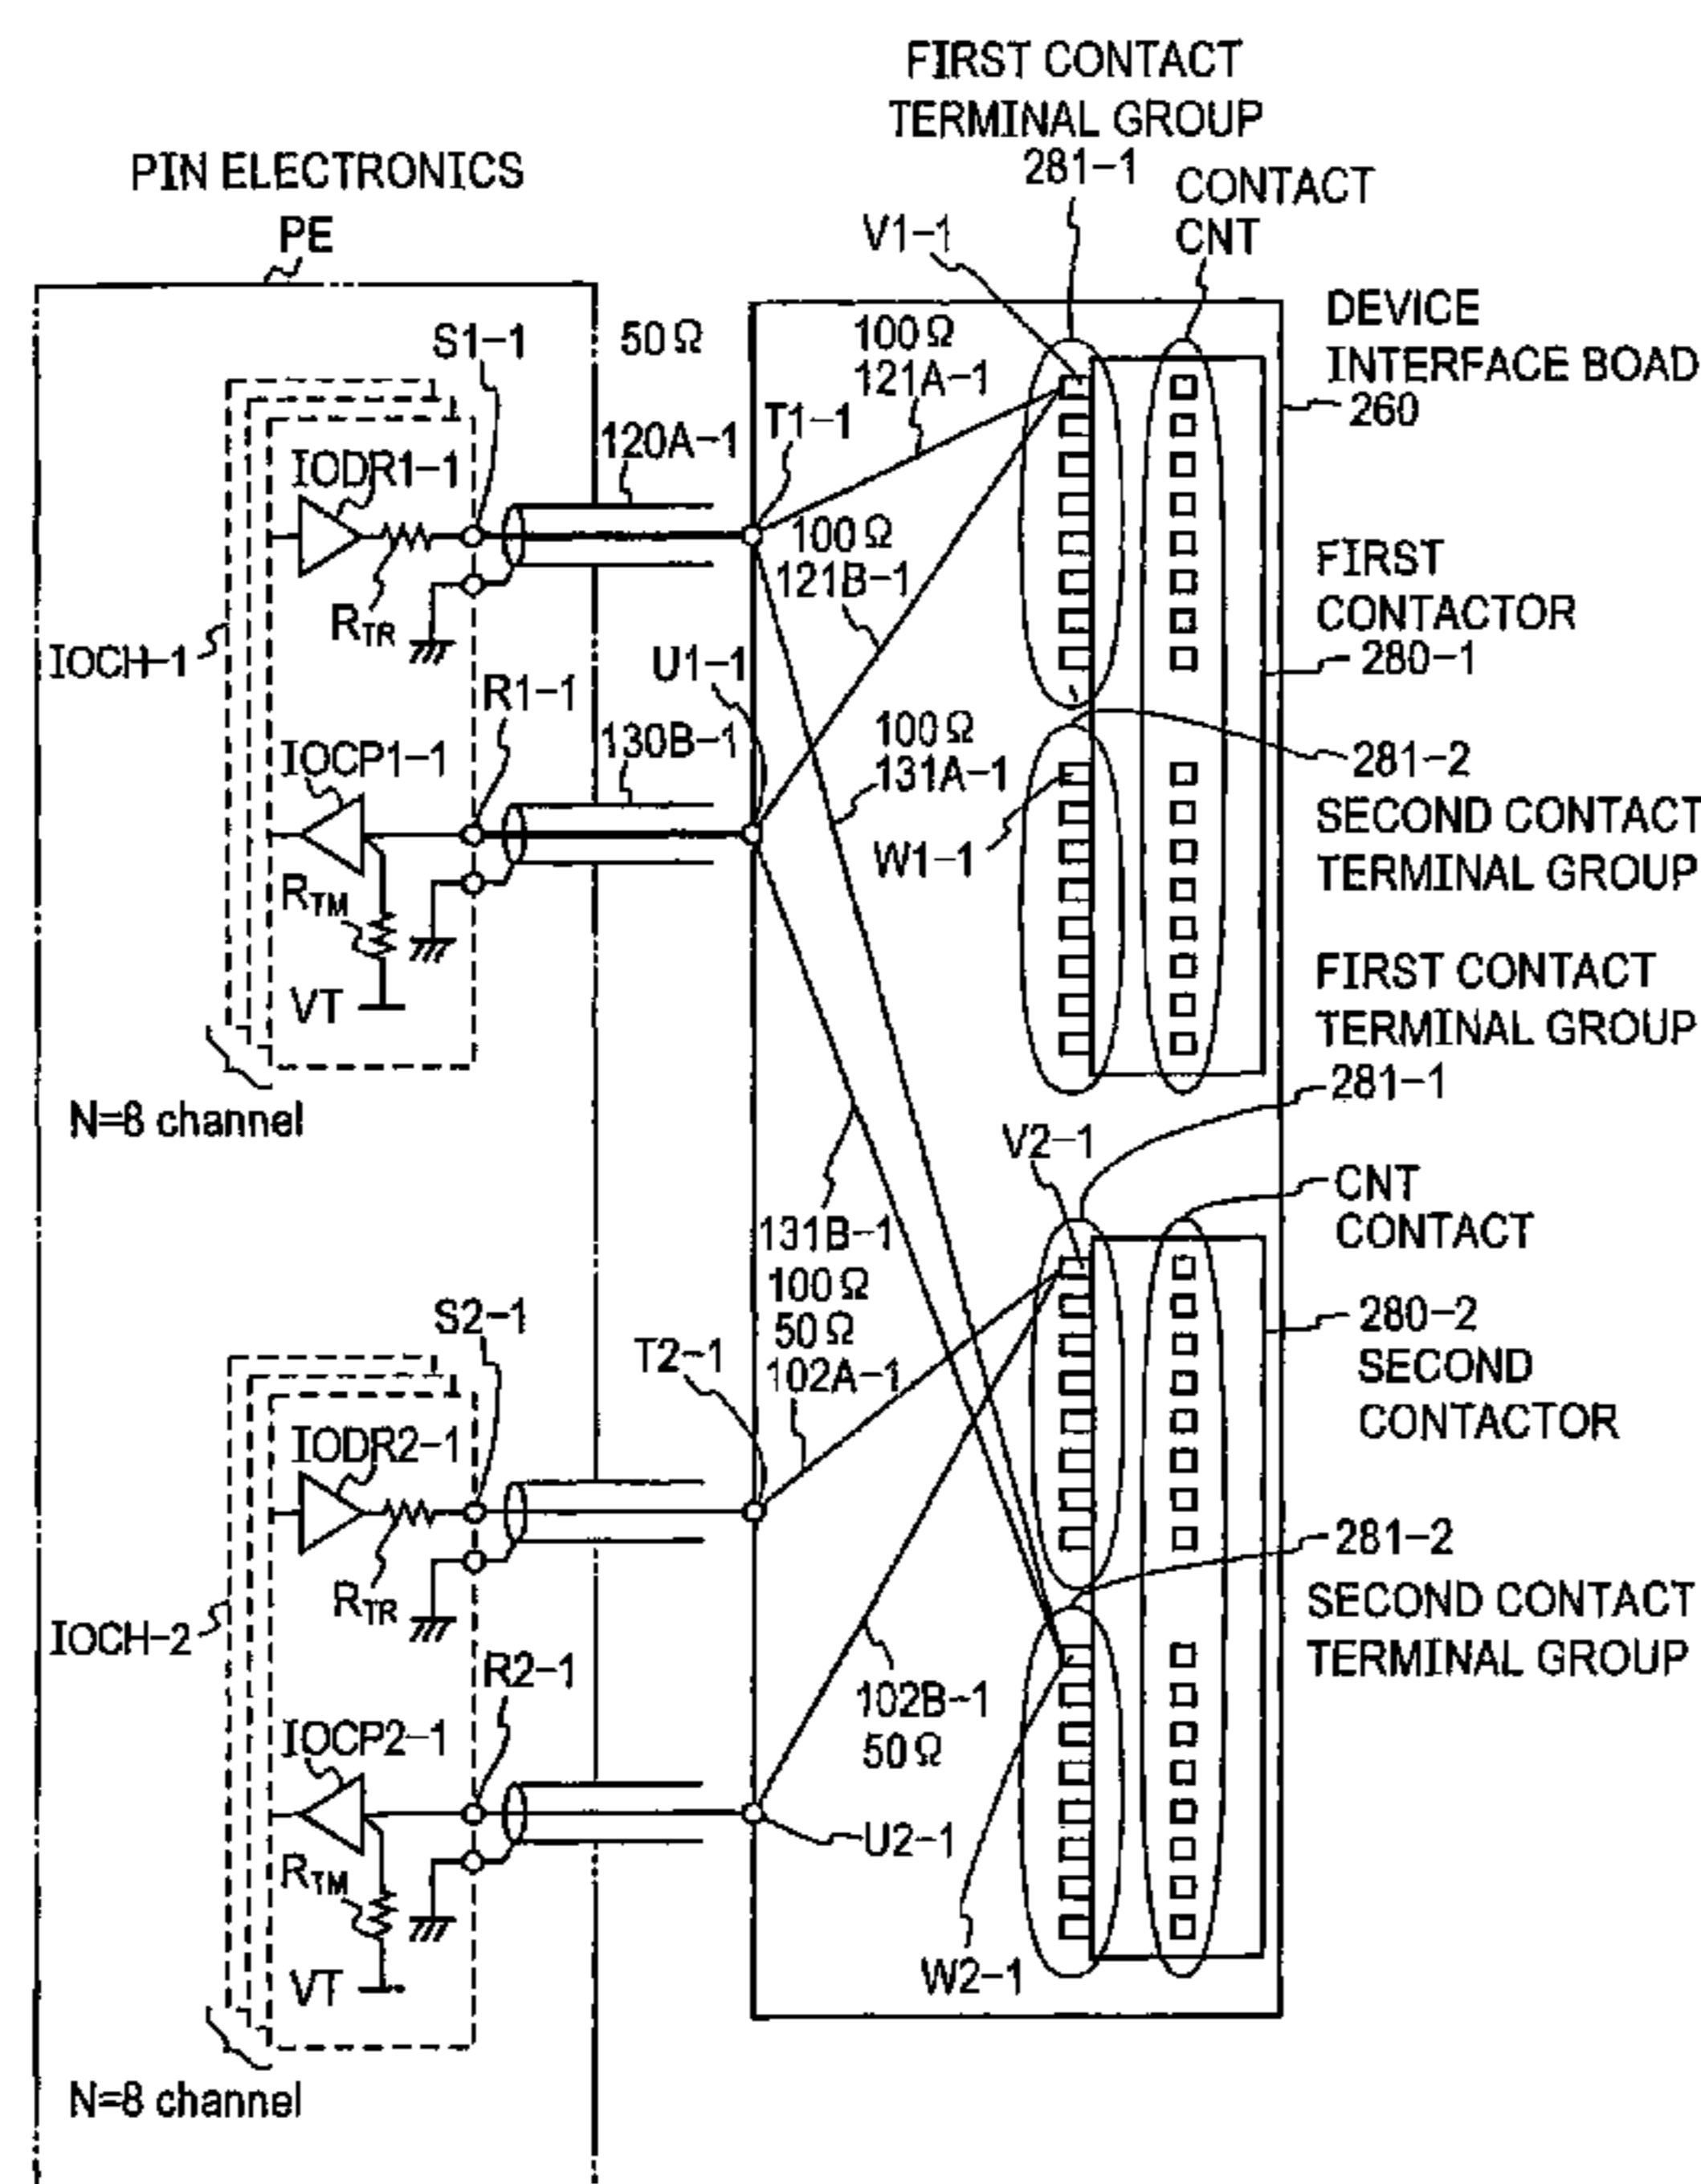 FIRST CONTACT
TERMINAL GROUP
281-1
CONTACT
CNT
PIN ELECTRONICS
PE
V1-1
DEVICE
INTERFACE BOAD
260
S1-1
50Ω
100Ω
121A-1
T1-1
IODR1-1
120A-1
100Ω
121B-1
FIRST
CONTACTOR
280-1
RTR
IOCH-1
U1-1
R1-1
130B-1
100Ω
131A-1
281-2
SECOND CONTACT
TERMINAL GROUP
IOCP1-1
W1-1
RTM
VT
FIRST CONTACT
TERMINAL GROUP
281-1
N=8 channel
V2-1
CNT
CONTACT
131B-1
100Ω
50Ω
102A-1
280-2
SECOND
CONTACTOR
S2-1
T2-1
IODR2-1
281-2
SECOND CONTACT
TERMINAL GROUP
RTR
IOCH-2
R2-1
102B-1
50Ω
IOCP2-1
U2-1
RTM
W2-1
VT
N=8 channel